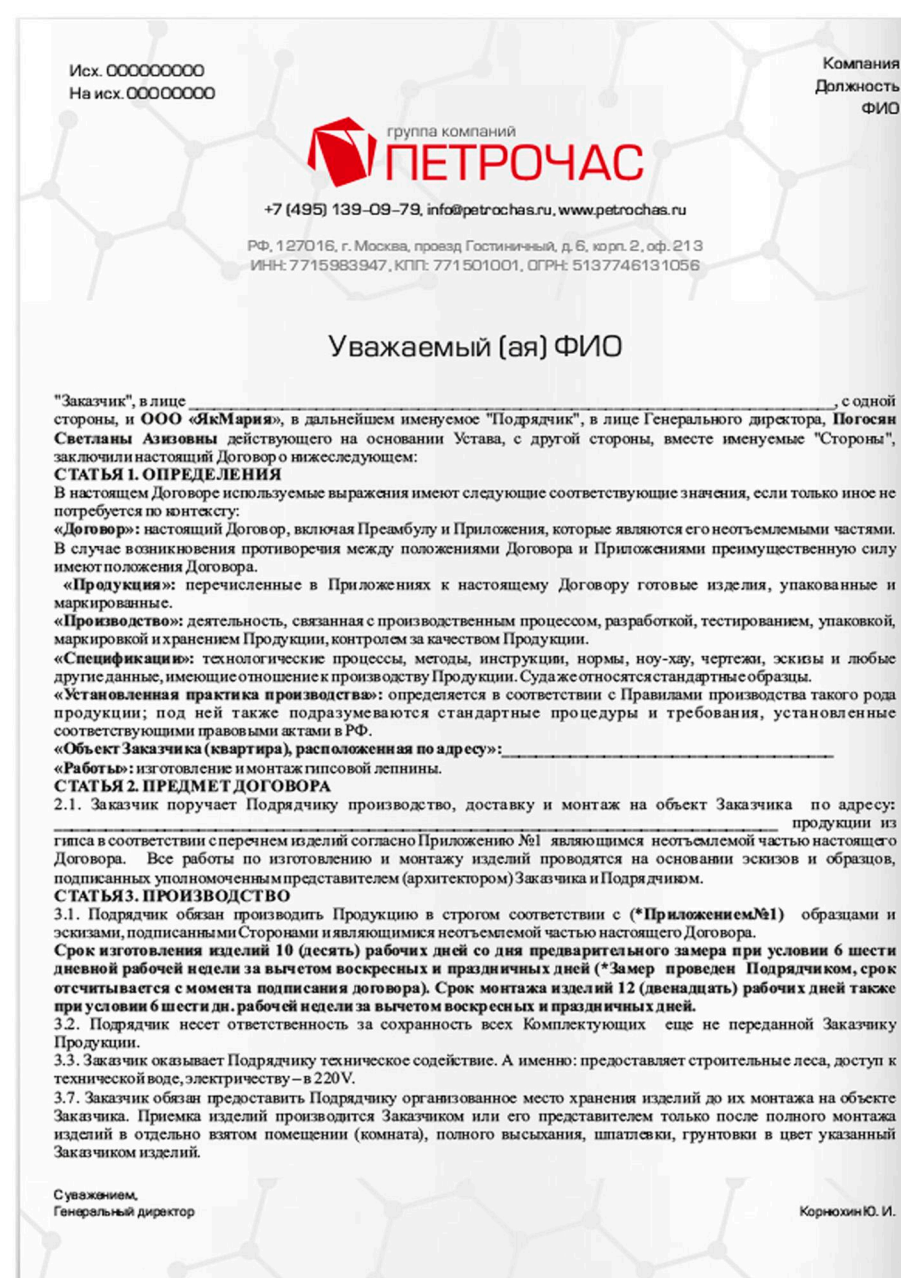 Исх. 000000000
На исх. 00000000
Компания
Должность
ФИО
группа компаний
ПЕТРОЧАС
+7 (495) 139-09-79, info@petrochas.ru, www.petrochas.ru
РФ, 127016, г. Москва, проезд Гостиничный, д. 6, корп. 2, оф. 213
ИНН: 7715983947, КПП: 771501001, ОГРН: 5137746131056
Уважаемый (ая) ФИО
"Заказчик", в лице ______________________________, с одной
стороны, и ООО «ЯкМария», в дальнейшем именуемое "Подрядчик", в лице Генерального директора, Погосян
Светланы Азизовны действующего на основании Устава, с другой стороны, вместе именуемые "Стороны",
заключили настоящий Договор о нижеследующем:
СТАТЬЯ 1. ОПРЕДЕЛЕНИЯ
В настоящем Договоре используемые выражения имеют следующие соответствующие значения, если только иное не
потребуется по контексту:
«Договор»: настоящий Договор, включая Преамбулу и Приложения, которые являются его неотъемлемыми частями.
В случае возникновения противоречия между положениями Договора и Приложениями преимущественную силу
имеют положения Договора.
«Продукция»: перечисленные в Приложениях к настоящему Договору готовые изделия, упакованные и
маркированные.
«Производство»: деятельность, связанная с производственным процессом, разработкой, тестированием, упаковкой,
маркировкой и хранением Продукции, контролем за качеством Продукции.
«Спецификации»: технологические процессы, методы, инструкции, нормы, ноу-хау, чертежи, эскизы и любые
другие данные, имеющие отношение к производству Продукции. Суда же относятся стандартные образцы.
«Установленная практика производства»: определяется в соответствии с Правилами производства такого рода
продукции; под ней также подразумеваются стандартные процедуры и требования, установленные
соответствующими правовыми актами в РФ.
«Объект Заказчика (квартира), расположенная по адресу»:______________________________
«Работы»: изготовление и монтаж гипсовой лепнины.
СТАТЬЯ 2. ПРЕДМЕТ ДОГОВОРА
2.1. Заказчик поручает Подрядчику производство, доставку и монтаж на объект Заказчика по адресу:
______________________________ продукции из
гипса в соответствии с перечнем изделий согласно Приложению №1 являющимся неотъемлемой частью настоящего
Договора. Все работы по изготовлению и монтажу изделий проводятся на основании эскизов и образцов,
подписанных уполномоченным представителем (архитектором) Заказчика и Подрядчиком.
СТАТЬЯ 3. ПРОИЗВОДСТВО
3.1. Подрядчик обязан производить Продукцию в строгом соответствии с (*Приложением№1) образцами и
эскизами, подписанными Сторонами и являющимися неотъемлемой частью настоящего Договора.
Срок изготовления изделий 10 (десять) рабочих дней со дня предварительного замера при условии 6 шести
дневной рабочей недели за вычетом воскресных и праздничных дней (*Замер проведен Подрядчиком, срок
отсчитывается с момента подписания договора). Срок монтажа изделий 12 (двенадцать) рабочих дней также
при условии 6 шести дн. рабочей недели за вычетом воскресных и праздничных дней.
3.2. Подрядчик несет ответственность за сохранность всех Комплектующих еще не переданной Заказчику
Продукции.
3.3. Заказчик оказывает Подрядчику техническое содействие. А именно: предоставляет строительные леса, доступ к
технической воде, электричеству – в 220V.
3.7. Заказчик обязан предоставить Подрядчику организованное место хранения изделий до их монтажа на объекте
Заказчика. Приемка изделий производится Заказчиком или его представителем только после полного монтажа
изделий в отдельно взятом помещении (комната), полного высыхания, шпатлевки, грунтовки в цвет указанный
Заказчиком изделий.
С уважением,
Генеральный директор
Корнюхин Ю. И.